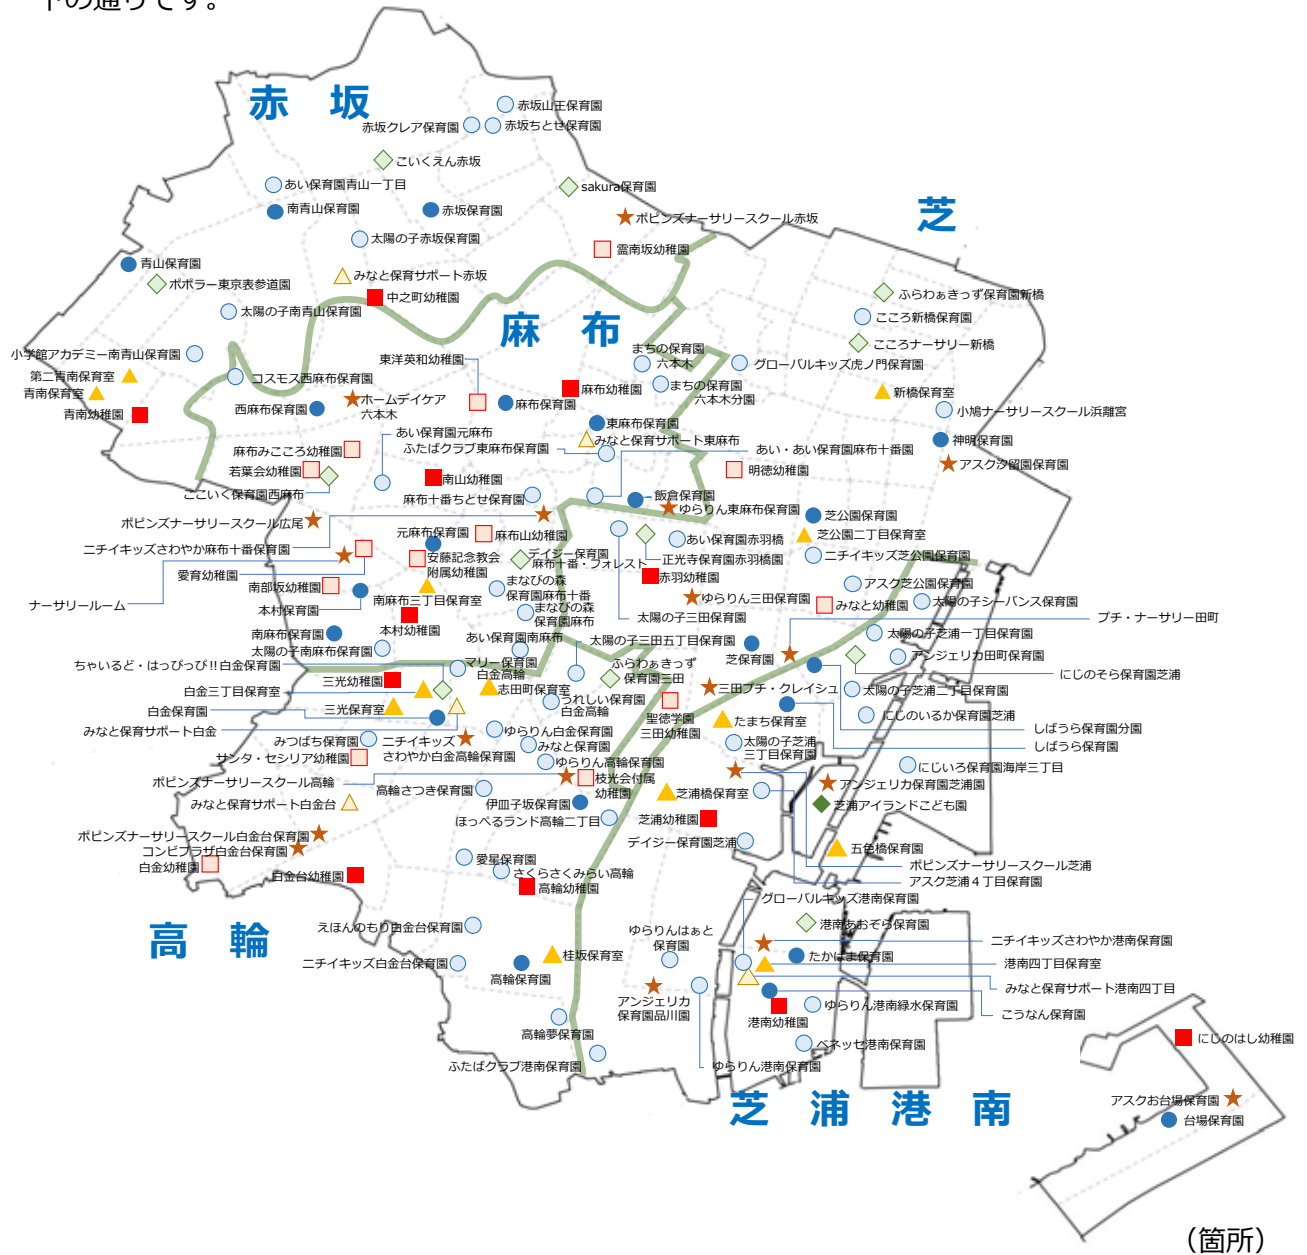 下の通りです。
赤 坂
赤坂山王保育園
赤坂クレア保育園
赤坂ちとせ保育園
こいくえん赤坂
あい保育園青山一丁目
sakura保育園
南青山保育園
赤坂保育園
ポピンズナーサリースクール赤坂
芝
太陽の子赤坂保育園
霊南坂幼稚園
青山保育園
みなと保育サポート赤坂
ポポラー東京表参道園
中之町幼稚園
ふらわぁきっず保育園新橋
太陽の子南青山保育園
こころ新橋保育園
麻 布
こころナーサリー新橋
小学館アカデミー南青山保育園
東洋英和幼稚園
まちの保育園
六本木
グローバルキッズ虎ノ門保育園
第二青南保育室
コスモス西麻布保育園
まちの保育園
六本木分園
青南保育室
麻布幼稚園
新橋保育室
青南幼稚園
西麻布保育園
ホームデイケア
六本木
麻布保育園
小鳩ナーサリースクール浜離宮
東麻布保育園
あい保育園元麻布
みなと保育サポート東麻布
神明保育園
ふたばクラブ東麻布保育園
あい・あい保育園麻布十番園
麻布みこころ幼稚園
アスク汐留園保育園
若葉会幼稚園
明徳幼稚園
南山幼稚園
ここいく保育園西麻布
麻布十番ちとせ保育園
飯倉保育園
ゆらりん東麻布保育園
ポピンズナーサリースクール広尾
芝公園保育園
元麻布保育園
麻布山幼稚園
芝公園二丁目保育室
ニチイキッズさわやか麻布十番保育園
あい保育園赤羽橋
安藤記念教会
附属幼稚園
デイジー保育園
麻布十番・フォレスト
正光寺保育園赤羽橋園
ニチイキッズ芝公園保育園
愛育幼稚園
赤羽幼稚園
南部坂幼稚園
まなびの森
保育園麻布十番
アスク芝公園保育園
ナーサリールーム
南麻布三丁目保育室
ゆらりん三田保育園
みなと幼稚園
太陽の子シーバンス保育園
本村保育園
まなびの森
保育園麻布
太陽の子三田保育園
プチ・ナーサリー田町
本村幼稚園
南麻布保育園
あい保育園南麻布
太陽の子三田五丁目保育園
太陽の子芝浦一丁目保育園
太陽の子南麻布保育園
芝保育園
アンジェリカ田町保育園
ちゃいるど・はっぴっぴ!!白金保育園
マリー保育園
白金高輪
ふらわぁきっず
保育園三田
にじのそら保育園芝浦
三光幼稚園
白金三丁目保育室
志田町保育室
三田プチ・クレイシュ
太陽の子芝浦二丁目保育園
白金保育園
三光保育室
うれしい保育園
白金高輪
聖徳学園
三田幼稚園
たまち保育室
にじのいるか保育園芝浦
みなと保育サポート白金
しばうら保育園分園
みつばち保育園
ニチイキッズ
さわやか白金高輪保育園
ゆらりん白金保育園
みなと保育園
太陽の子芝浦
三丁目保育園
しばうら保育園
サンタ・セシリア幼稚園
ゆらりん高輪保育園
にじいろ保育園海岸三丁目
ポピンズナーサリースクール高輪
枝光会付属
幼稚園
アンジェリカ保育園芝浦園
高輪さつき保育園
みなと保育サポート白金台
伊皿子坂保育園
芝浦橋保育室
芝浦アイランドこども園
ほっぺるランド高輪二丁目
芝浦幼稚園
ポピンズナーサリースクール白金台保育園
コンビプラザ白金台保育園
デイジー保育園芝浦
五色橋保育室
白金幼稚園
愛星保育園
さくらさくみらい高輪
ポピンズナーサリースクール芝浦
白金台幼稚園
高輪幼稚園
アスク芝浦4丁目保育園
高 輪
グローバルキッズ港南保育園
えほんのもり白金台保育園
ゆらりんはぁと
保育園
港南あおぞら保育園
ニチイキッズさわやか港南保育園
ニチイキッズ白金台保育園
桂坂保育室
たかはま保育園
港南四丁目保育室
高輪保育園
みなと保育サポート港南四丁目
アンジェリカ
保育園品川園
ゆらりん港南緑水保育園
こうなん保育園
港南幼稚園
高輪夢保育園
にじのはし幼稚園
ベネッセ港南保育園
ふたばクラブ港南保育園
ゆらりん港南保育園
芝 浦 港 南
アスクお台場保育園
台場保育園
（箇所）